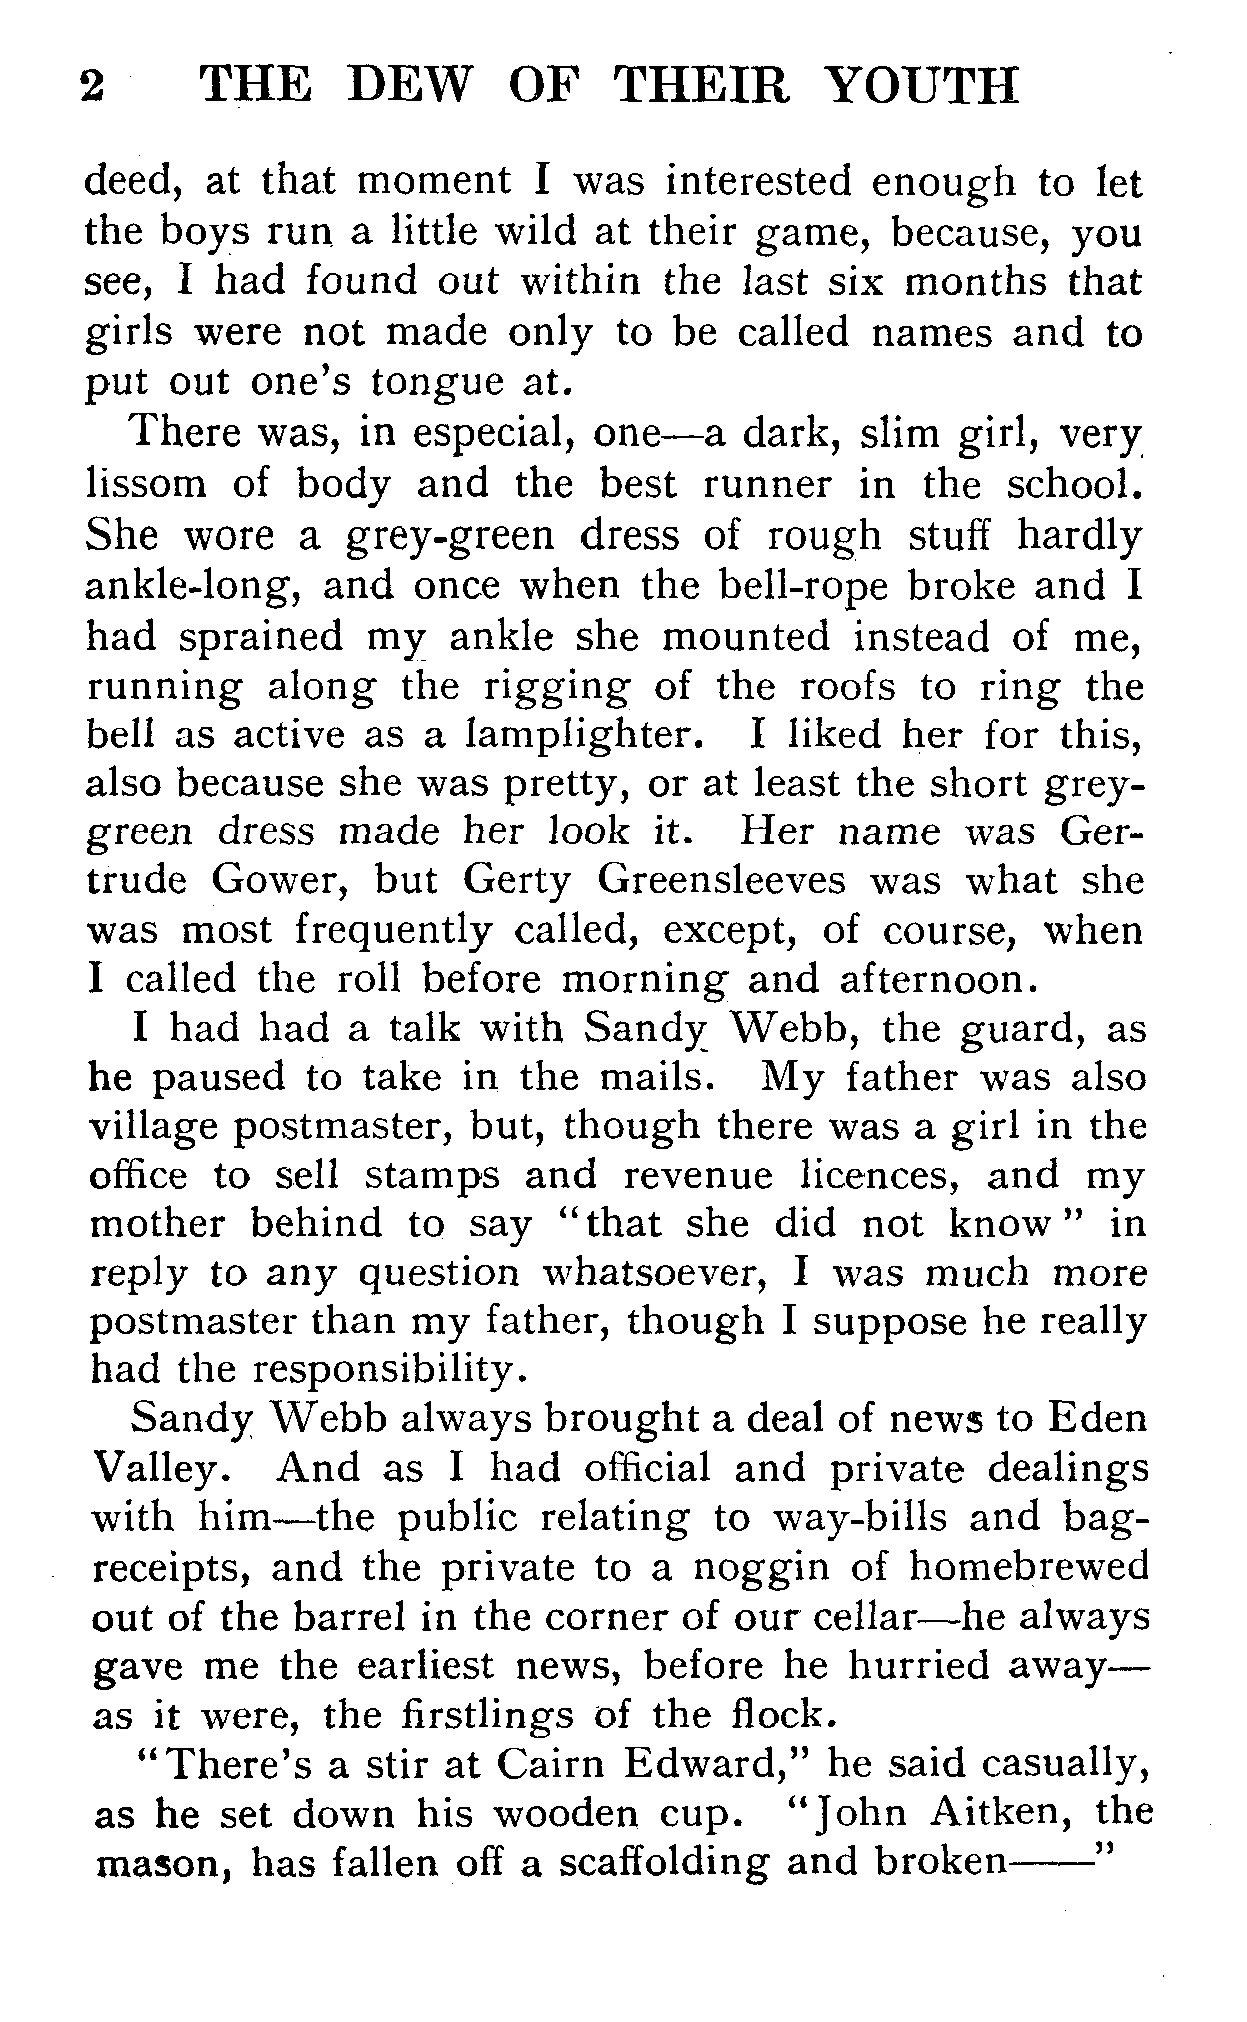 2 THE DEW OF THEIR YOUTH
deed, at that moment I was interested enough to let
the boys run a little wild at their game, because, you
see, I had found out within the last six months that
girls were not made only to be called names and to
put out one's tongue at.
There was, in especial, one—a dark, slim girl, very
lissom of body and the best runner in the school.
She wore a grey-green dress of rough stuff hardly
ankle-long, and once when the bell-rope broke and I
had sprained my ankle she mounted instead of me,
running along the rigging of the roofs to ring the
bell as active as a lamplighter. I liked her for this,
also because she was pretty, or at least the short grey-
green dress made her look it. Her name was Ger-
trude Gower, but Gerty Greensleeves was what she
was most frequently called, except, of course, when
I called the roll before morning and afternoon.
I had had a talk with Sandy Webb, the guard, as
he paused to take in the mails. My father was also
village postmaster, but, though there was a girl in the
office to sell stamps and revenue licences, and my
mother behind to say "that she did not know" in
reply to any question whatsoever, I was much more
postmaster than my father, though I suppose he really
had the responsibility.
Sandy Webb always brought a deal of news to Eden
Valley. And as I had official and private dealings
with him—the public relating to way-bills and bag-
receipts, and the private to a noggin of homebrewed
out of the barrel in the corner of our cellar—he always
gave me the earliest news, before he hurried away—
as it were, the firstlings of the flock.
"There's a stir at Cairn Edward," he said casually,
as he set down his wooden cup. "John Aitken, the
mason, has fallen off a scaffolding and broken——"